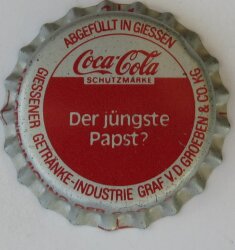 ABGEFÜLLT IN GIESSEN
Coca-Cola
SCHUTZMARKE
Der jüngste
Papst?
GIESSENER GETRÄNKE-INDUSTRIE GRAF V.D. GROEBEN & CO. KG